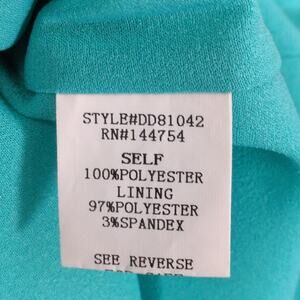 STYLE#DD81042
RN#144754
SELF
100%POLYESTER
LINING
97%POLYESTER
3%SPANDEX
SEE REVERSE